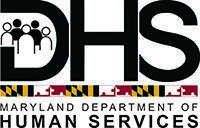 DHS
MARYLAND DEPARTMENT OF
HUMAN SERVICES